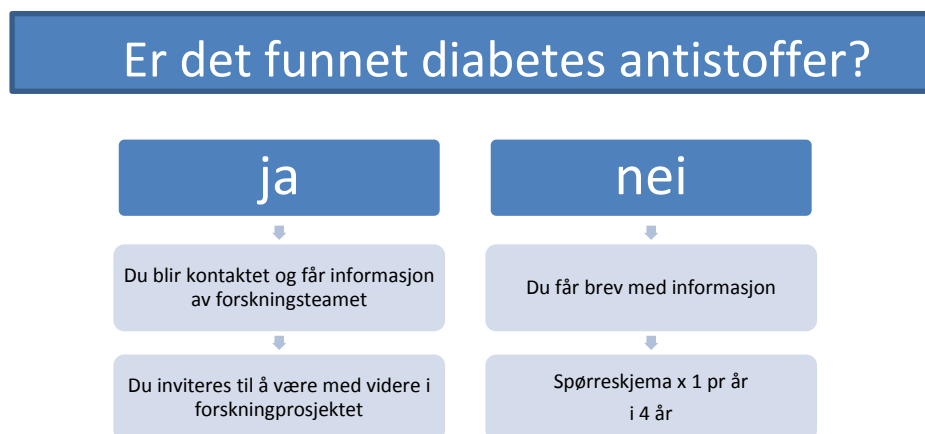 Er det funnet diabetes antistoffer?
ja
Du blir kontaktet og får informasjon
av forskningsteamet
Du inviteres til å være med videre i
forskningprosjektet
nei
Du får brev med informasjon
Spørreskjema x 1 pr år
i 4 år